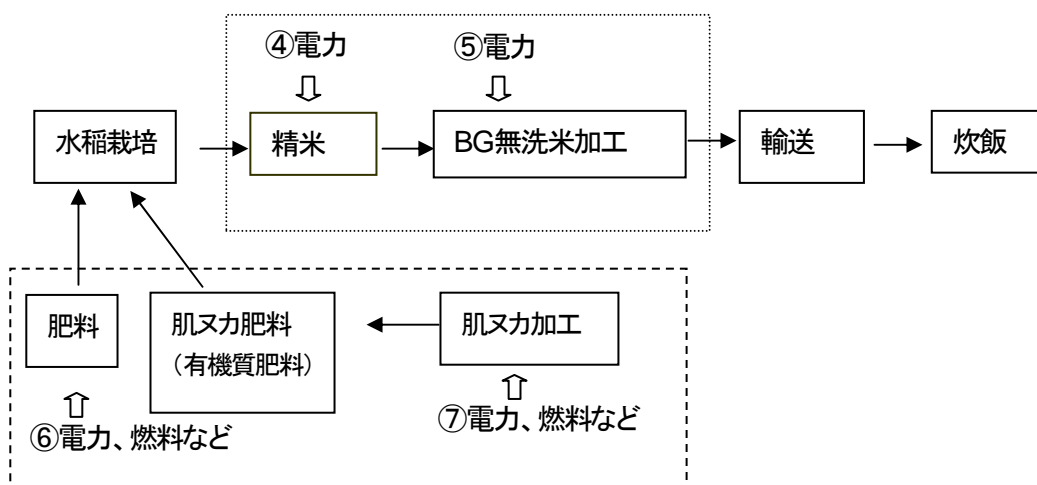 ④電力
⑤電力
水稲栽培
精米
BG無洗米加工
輸送
炊飯
肥料
肌ヌカ肥料
（有機質肥料）
肌ヌカ加工
⑥電力、燃料など
⑦電力、燃料など